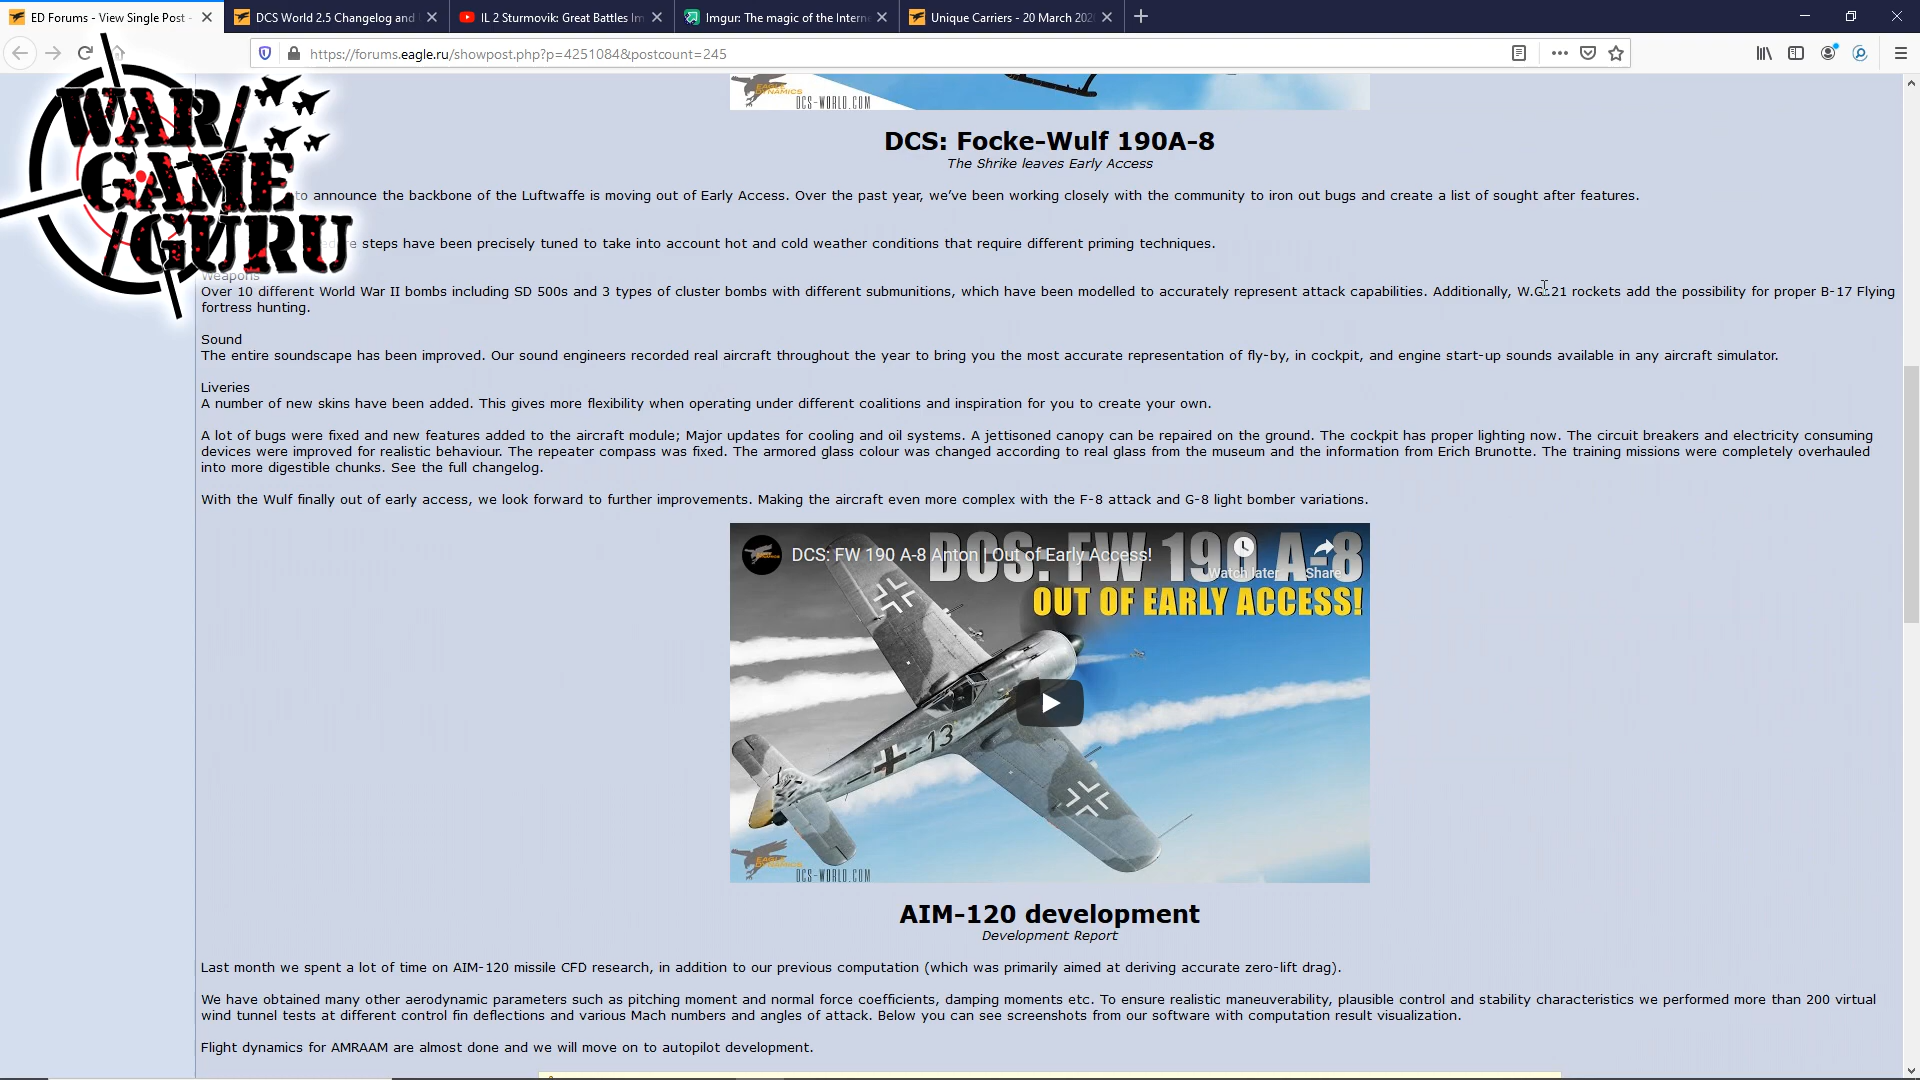 ED Forums - View Single Post -
DCS World 2.5 Changelog and
IL 2 Sturmovik: Great Battles Im
Imgur: The magic of the Intern
Unique Carriers - 20 March 202
https://forums.eagle.ru/showpost.php?p=4251084&postcount=245
WAR/
GAME
/GURU
EAGLE
DYNAMICS
DCS-WORLD.COM
DCS: Focke-Wulf 190A-8
The Shrike leaves Early Access
to announce the backbone of the Luftwaffe is moving out of Early Access. Over the past year, we've been working closely with the community to iron out bugs and create a list of sought after features.
steps have been precisely tuned to take into account hot and cold weather conditions that require different priming techniques.
Weapons
Over 10 different World War II bombs including SD 500s and 3 types of cluster bombs with different submunitions, which have been modelled to accurately represent attack capabilities. Additionally, W.Gr.21 rockets add the possibility for proper B-17 Flying
fortress hunting.
Sound
The entire soundscape has been improved. Our sound engineers recorded real aircraft throughout the year to bring you the most accurate representation of fly-by, in cockpit, and engine start-up sounds available in any aircraft simulator.
Liveries
A number of new skins have been added. This gives more flexibility when operating under different coalitions and inspiration for you to create your own.
A lot of bugs were fixed and new features added to the aircraft module; Major updates for cooling and oil systems. A jettisoned canopy can be repaired on the ground. The cockpit has proper lighting now. The circuit breakers and electricity consuming
devices were improved for realistic behaviour. The repeater compass was fixed. The armored glass colour was changed according to real glass from the museum and the information from Erich Brunotte. The training missions were completely overhauled
into more digestible chunks. See the full changelog.
With the Wulf finally out of early access, we look forward to further improvements. Making the aircraft even more complex with the F-8 attack and G-8 light bomber variations.
DCS: FW 190 A-8 Anton | Out of Early Access!
DCS: FW 190 A-8
Watch later
Share
OUT OF EARLY ACCESS!
13
EAGLE
DYNAMICS
DCS-WORLD.COM
AIM-120 development
Development Report
Last month we spent a lot of time on AIM-120 missile CFD research, in addition to our previous computation (which was primarily aimed at deriving accurate zero-lift drag).
We have obtained many other aerodynamic parameters such as pitching moment and normal force coefficients, damping moments etc. To ensure realistic maneuverability, plausible control and stability characteristics we performed more than 200 virtual
wind tunnel tests at different control fin deflections and various Mach numbers and angles of attack. Below you can see screenshots from our software with computation result visualization.
Flight dynamics for AMRAAM are almost done and we will move on to autopilot development.